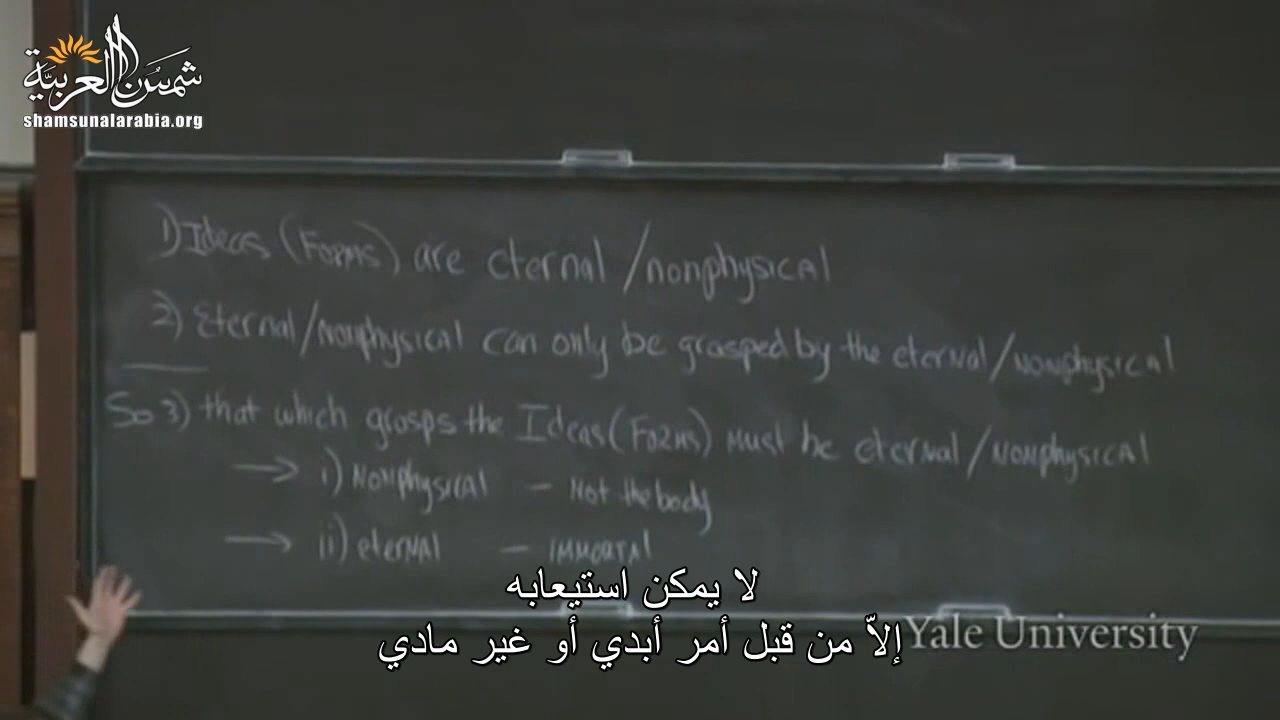 شمس العربية
shamsunalarabia.org
1) Ideas (Forms) are eternal/nonphysical
2) Eternal/nonphysical can only be grasped by the eternal/nonphysical
So 3) that which grasps the Ideas (Forms) must be eternal/nonphysical
→ i) Nonphysical – Not the body
→ ii) eternal – immortal
لا يمكن استيعابه
إلاّ من قبل أمر أبدي أو غير مادي
Yale University